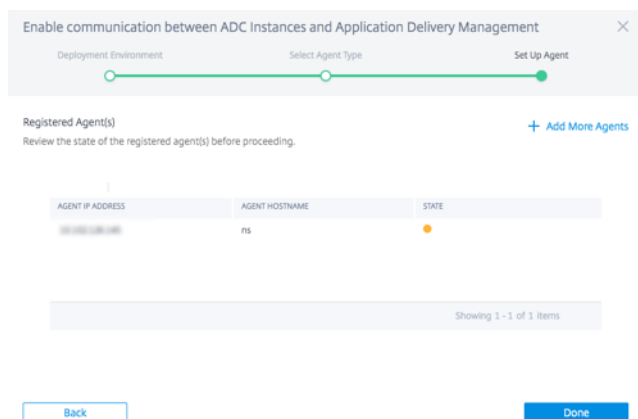 Enable communication between ADC Instances and Application Delivery Management
Deployment Environment
Select Agent Type
Set Up Agent
Registered Agent(s)
+ Add More Agents
Review the state of the registered agent(s) before proceeding.
AGENT IP ADDRESS
AGENT HOSTNAME
STATE
ns
Showing 1 - 1 of 1 items
Back
Done